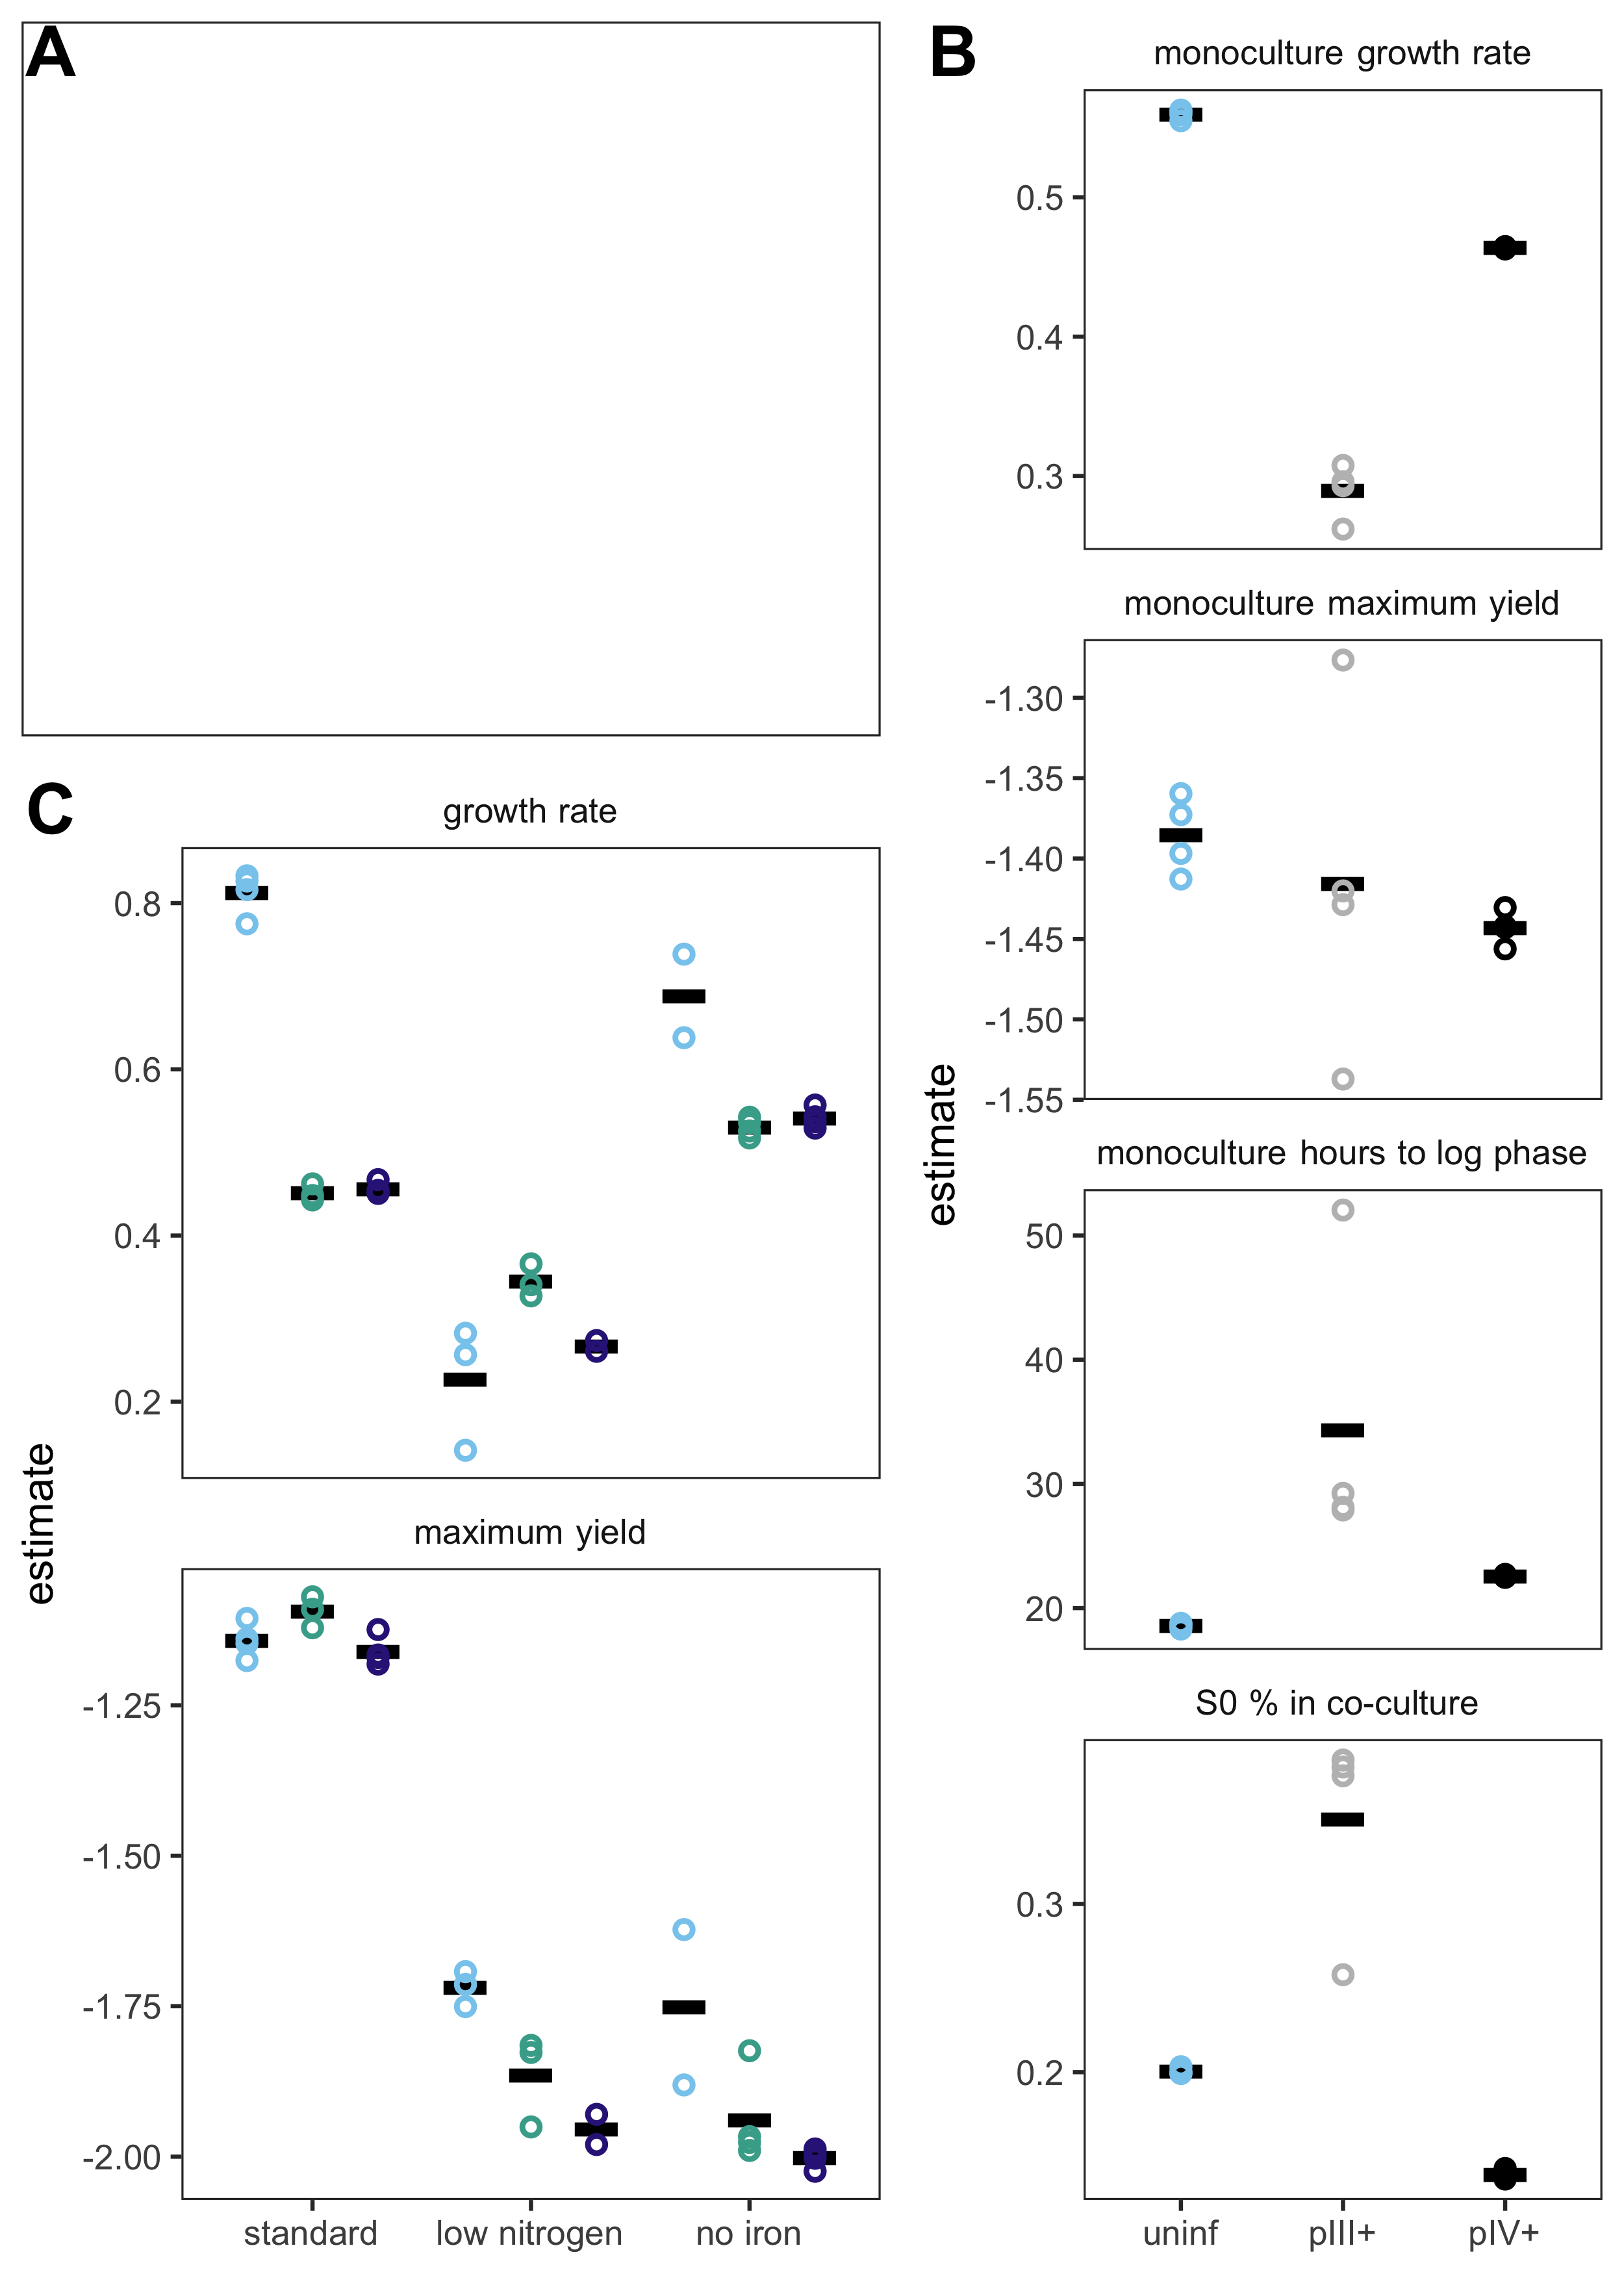 A
B
monoculture growth rate
0.5
0.4
0.3
monoculture maximum yield
-1.30
-1.35
-1.40
-1.45
-1.50
-1.55
monoculture hours to log phase
50
40
30
20
S0 % in co-culture
0.3
0.2
uninf pIII+ pIV+
estimate
C
growth rate
0.8
0.6
0.4
0.2
maximum yield
-1.25
-1.50
-1.75
-2.00
standard low nitrogen no iron
estimate